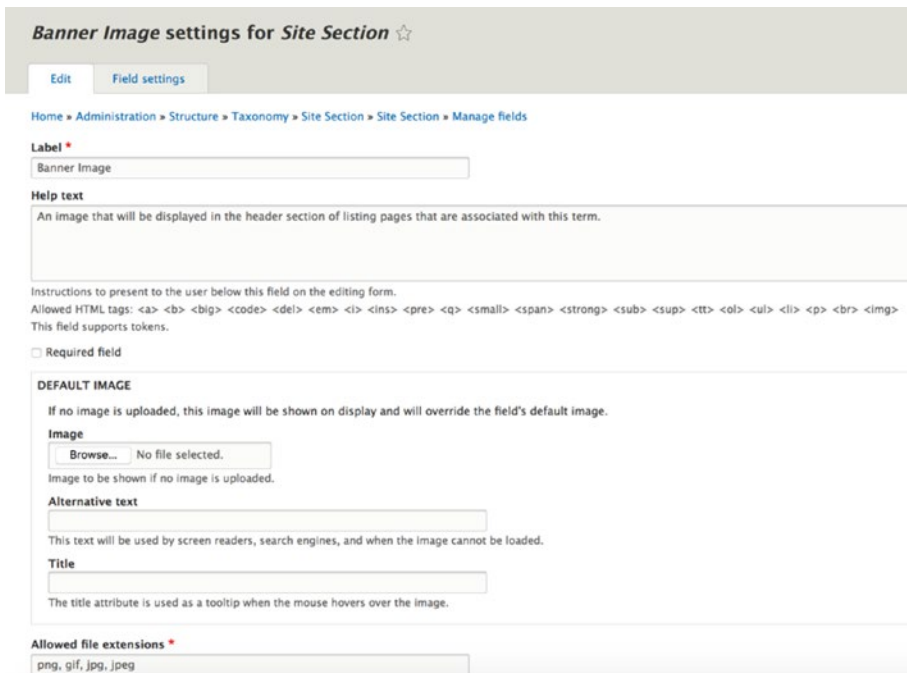 Banner Image settings for Site Section
Edit
Field settings
Home » Administration » Structure » Taxonomy » Site Section » Site Section » Manage fields
Label *
Banner Image
Help text
An image that will be displayed in the header section of listing pages that are associated with this term.
Instructions to present to the user below this field on the editing form.
Allowed HTML tags: <a> <b> <big> <code> <del> <em> <i> <ins> <pre> <q> <small> <span> <strong> <sub> <sup> <tt> <ol> <ul> <li> <p> <br> <img>
This field supports tokens.
Required field
DEFAULT IMAGE
If no image is uploaded, this image will be shown on display and will override the field's default image.
Image
Browse... No file selected.
Image to be shown if no image is uploaded.
Alternative text
This text will be used by screen readers, search engines, and when the image cannot be loaded.
Title
The title attribute is used as a tooltip when the mouse hovers over the image.
Allowed file extensions *
png, gif, jpg, jpeg